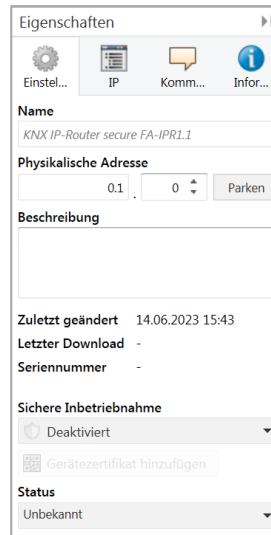 Eigenschaften
Einstel... IP Komm... Infor...
Name
KNX IP-Router secure FA-IPR1.1
Physikalische Adresse
0.1 . 0 Parken
Beschreibung
Zuletzt geändert 14.06.2023 15:43
Letzter Download -
Seriennummer -
Sichere Inbetriebnahme
Deaktiviert
Gerätezertifikat hinzufügen
Status
Unbekannt